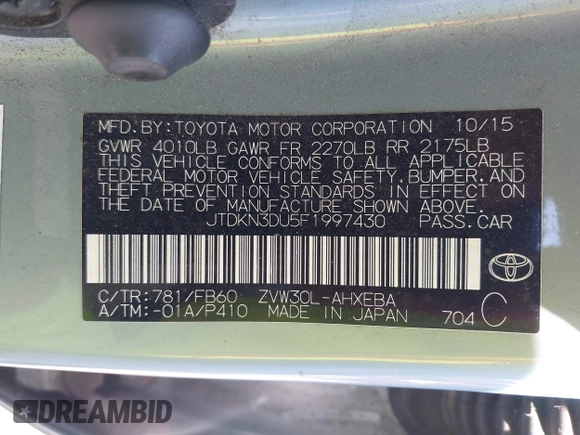 MFD. BY: TOYOTA MOTOR CORPORATION 10/15
GVWR 4010LB GAWR FR 2270LB RR 2175LB
THIS VEHICLE CONFORMS TO ALL APPLICABLE
FEDERAL MOTOR VEHICLE SAFETY, BUMPER, AND
THEFT PREVENTION STANDARDS IN EFFECT ON
THE DATE OF MANUFACTURE SHOWN ABOVE.
JTDKN3DU5F1997430 PASS. CAR
C/TR: 781/FB60 ZVW30L-AHXEBA
A/TM: -01A/P410 MADE IN JAPAN 704 C
DREAMBID